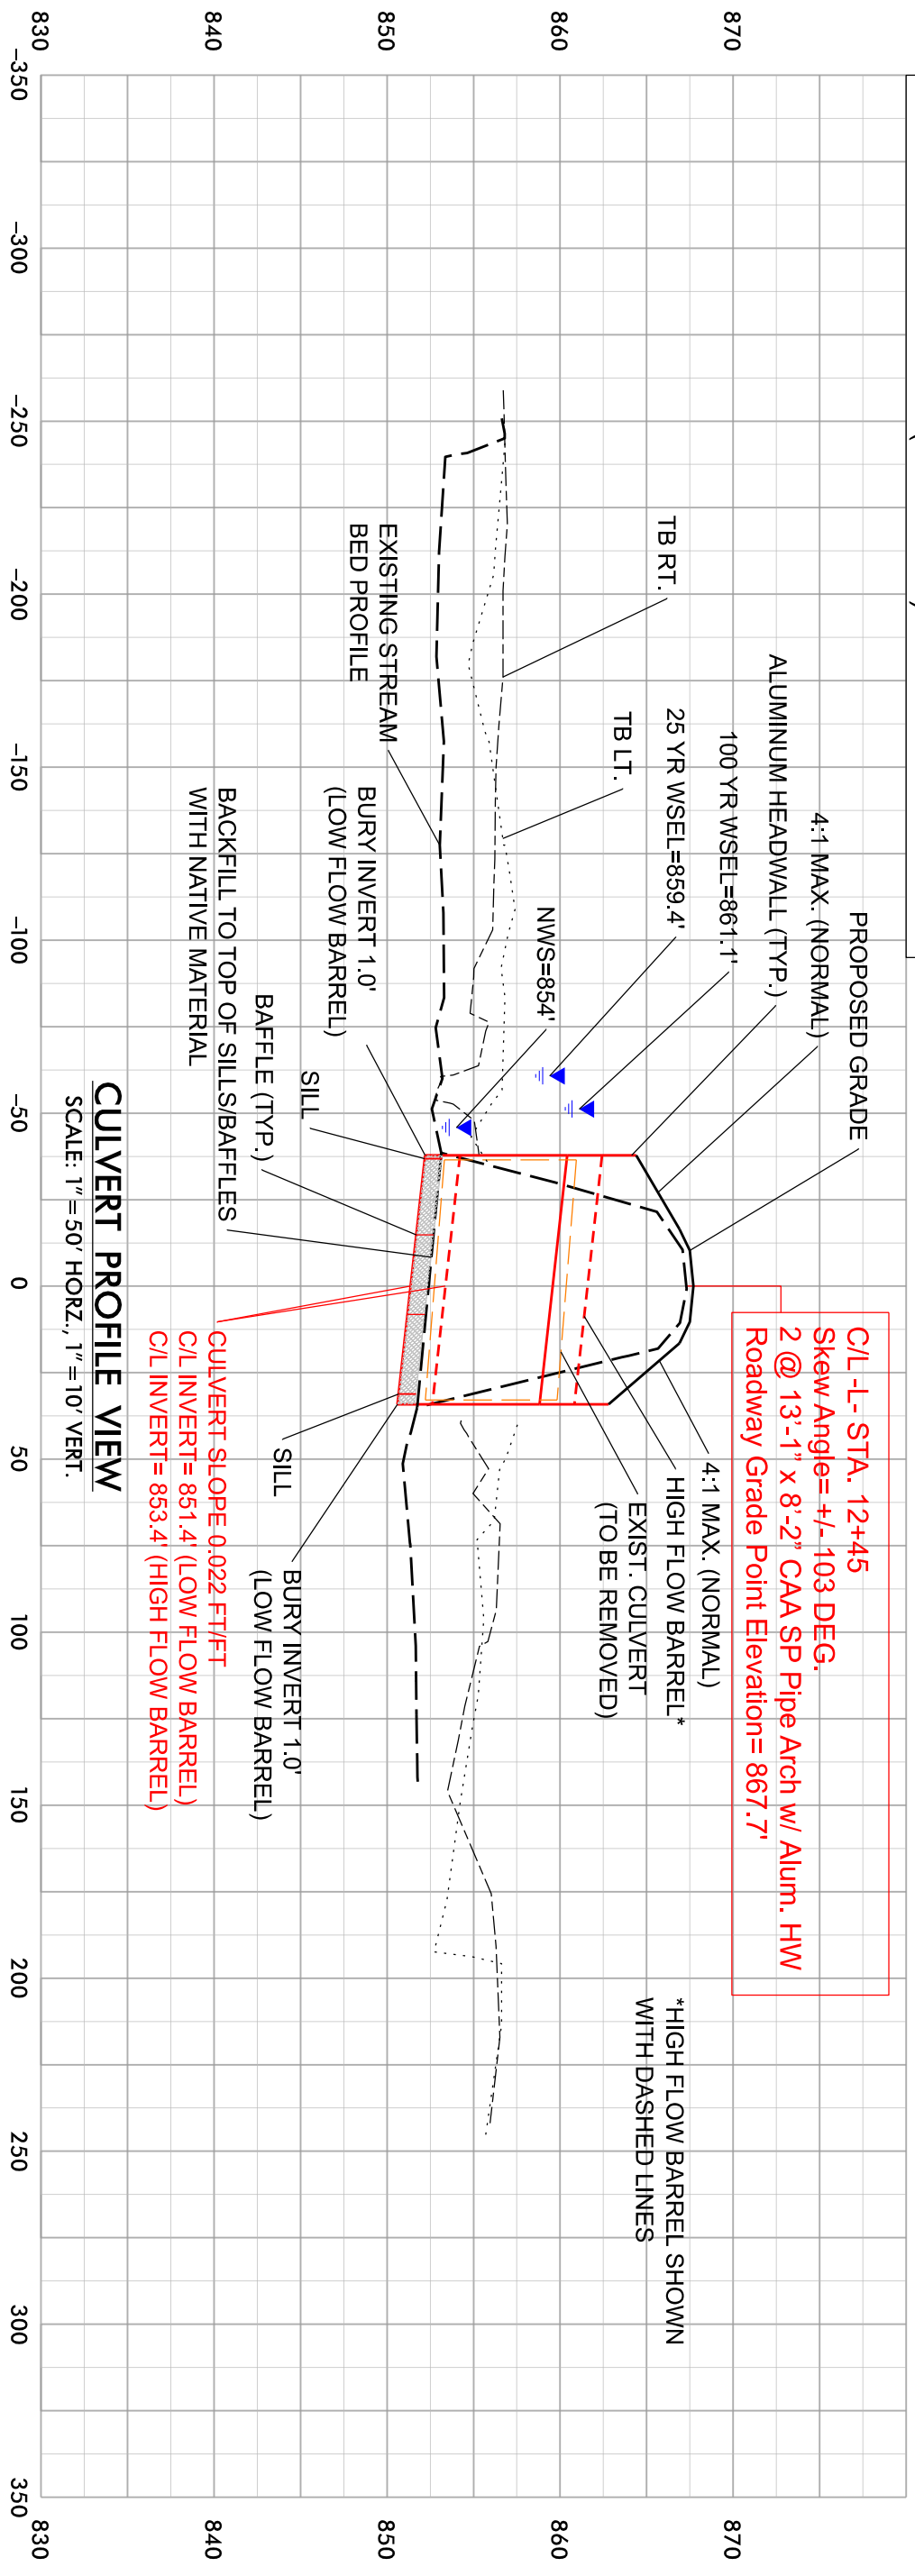 C/L -L- STA. 12+45
Skew Angle= +/- 103 DEG.
2 @ 13'-1" x 8'-2" CAA SP Pipe Arch w/ Alum. HW
Roadway Grade Point Elevation= 867.7'
PROPOSED GRADE
4:1 MAX. (NORMAL)
ALUMINUM HEADWALL (TYP.)
100 YR WSEL=861.1'
25 YR WSEL=859.4'
TB RT.
TB LT.
NWS=854'
4:1 MAX. (NORMAL)
HIGH FLOW BARREL*
EXIST. CULVERT
(TO BE REMOVED)
*HIGH FLOW BARREL SHOWN
WITH DASHED LINES
EXISTING STREAM
BED PROFILE
BURY INVERT 1.0'
(LOW FLOW BARREL)
SILL
BAFFLE (TYP.)
BACKFILL TO TOP OF SILLS/BAFFLES
WITH NATIVE MATERIAL
SILL
BURY INVERT 1.0'
(LOW FLOW BARREL)
CULVERT SLOPE 0.022 FT/FT
C/L INVERT= 851.4' (LOW FLOW BARREL)
C/L INVERT= 853.4' (HIGH FLOW BARREL)
CULVERT PROFILE VIEW
SCALE: 1"=50' HORZ., 1"=10' VERT.
870
860
850
840
830
870
860
850
840
830
-350
-300
-250
-200
-150
-100
-50
0
50
100
150
200
250
300
350